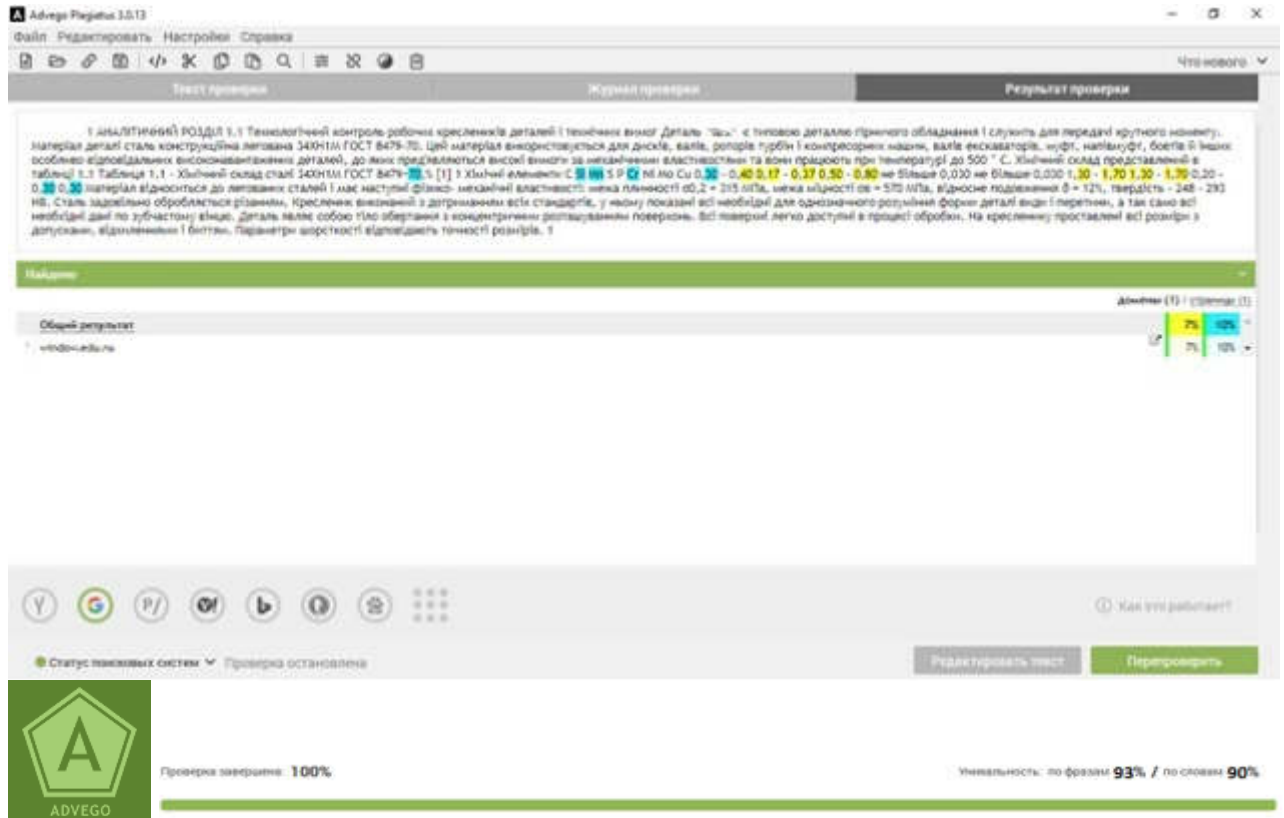 Advego Plagiatus 3.0.13
Файл Редактировать Настройки Справка
Что нового
Текст проверки Журнал проверки Результат проверки
1 АНАЛІТИЧНИЙ РОЗДІЛ 1.1 Технологічний контроль робочих креслеників деталей і технічних вимог Деталь є типовою деталлю гірничого обладнання і служить для передачі крутного моменту.
Матеріал деталі сталь конструкційна легована 34ХН1М ГОСТ 8479-70. Цей матеріал використовується для дисків, валів, роторів турбін і компресорних машин, валів екскаваторів, муфт, напівмуфт, болтів й інших
особливо відповідальних високонавантажених деталей, до яких пред'являються високі вимоги за механічними властивостями та вони працюють при температурі до 500 ° С. Хімічний склад представлений в
таблиці 1.1 Таблиця 1.1 - Хімічний склад сталі 34ХН1М ГОСТ 8479-70,% [1] 1 Хімічні елементи C Si Mn S P Cr Ni Mo Cu 0,30 - 0,40 0,17 - 0,37 0,50 - 0,80 не більше 0,030 не більше 0,030 1,30 - 1,70 1,30 - 1,70 0,20 -
0,30 0,30 Матеріал відноситься до легованих сталей і має наступні фізико- механічні властивості: межа плинності σ0,2 = 315 МПа, межа міцності σв = 570 МПа, відносне подовження δ = 12%, твердість - 248 - 293
НВ. Сталь задовільно обробляється різанням. Кресленик виконаний з дотриманням всіх стандартів, у ньому показані всі необхідні для однозначного розуміння форми деталі види і перетини, а так само всі
необхідні дані по зубчастому вінцю. Деталь являє собою тіло обертання з концентричним розташуванням поверхонь. Всі поверхні легко доступні в процесі обробки. На кресленику проставлені всі розміри з
допусками, відхиленнями і биттям. Параметри шорсткості відповідають точності розмірів. 1
Найдено
домены (1) / страницы (1)
Общий результат 7% 10%
window.edu.ru 7% 10%
Как это работает?
Статус поисковых систем Проверка остановлена Редактировать текст Перепроверить
A
ADVEGO
Проверка завершена: 100% Уникальность: по фразам 93% / по словам 90%